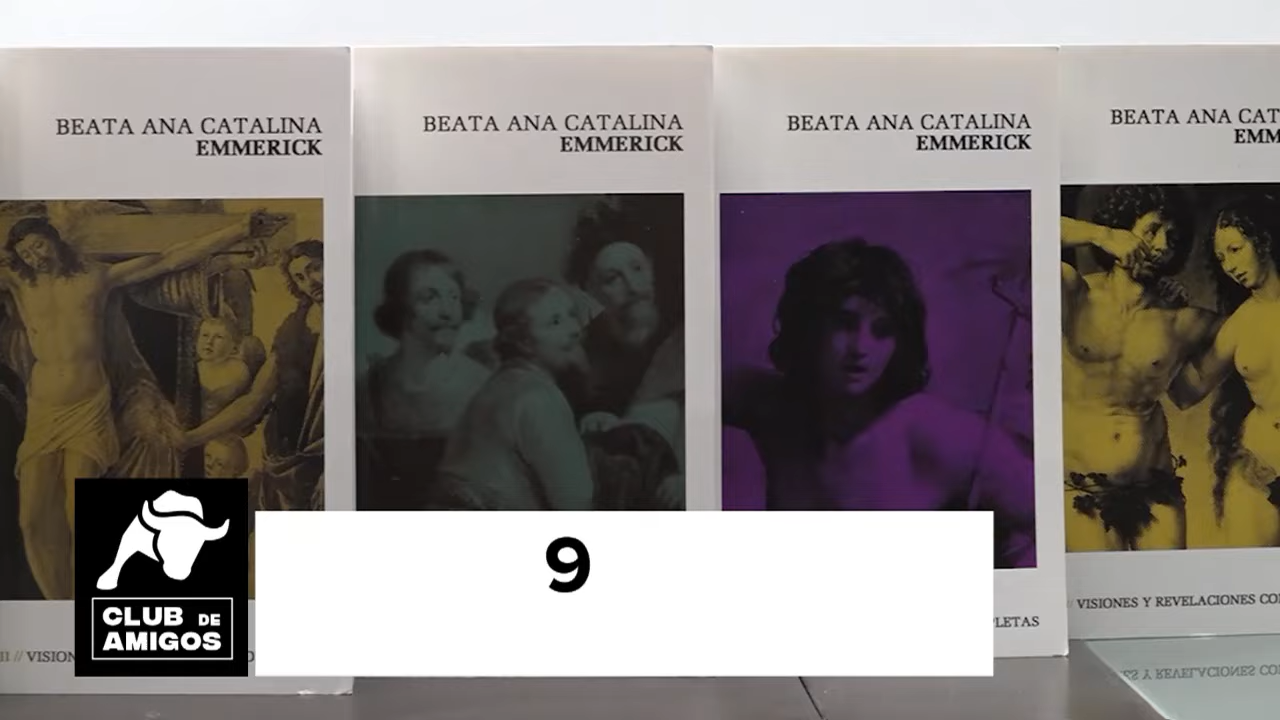 BEATA ANA CATALINA
EMMERICK
BEATA ANA CATALINA
EMMERICK
BEATA ANA CATALINA
EMMERICK
BEATA ANA CAT
EMM
9
CLUB DE
AMIGOS
II // VISION
PLETAS
VISIONES Y REVELACIONES CO